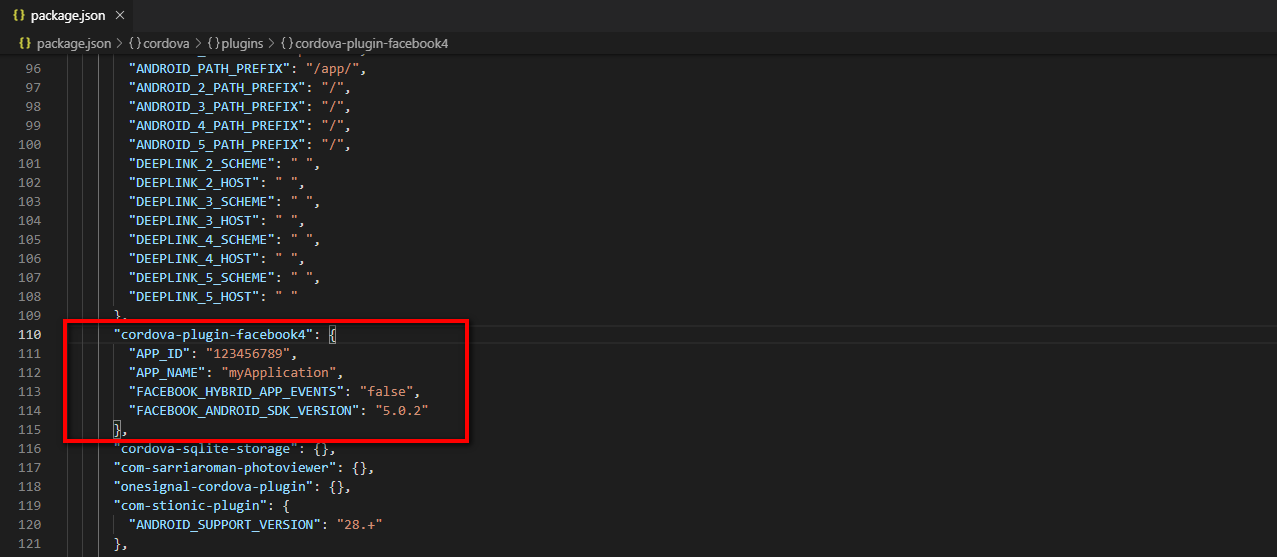 {} package.json ×
{} package.json > {} cordova > {} plugins > {} cordova-plugin-facebook4
96 "ANDROID_PATH_PREFIX": "/app/",
97 "ANDROID_2_PATH_PREFIX": "/",
98 "ANDROID_3_PATH_PREFIX": "/",
99 "ANDROID_4_PATH_PREFIX": "/",
100 "ANDROID_5_PATH_PREFIX": "/",
101 "DEEPLINK_2_SCHEME": " ",
102 "DEEPLINK_2_HOST": " ",
103 "DEEPLINK_3_SCHEME": " ",
104 "DEEPLINK_3_HOST": " ",
105 "DEEPLINK_4_SCHEME": " ",
106 "DEEPLINK_4_HOST": " ",
107 "DEEPLINK_5_SCHEME": " ",
108 "DEEPLINK_5_HOST": " "
109 },
110 "cordova-plugin-facebook4": {
111 "APP_ID": "123456789",
112 "APP_NAME": "myApplication",
113 "FACEBOOK_HYBRID_APP_EVENTS": "false",
114 "FACEBOOK_ANDROID_SDK_VERSION": "5.0.2"
115 },
116 "cordova-sqlite-storage": {},
117 "com-sarriaroman-photoviewer": {},
118 "onesignal-cordova-plugin": {},
119 "com-stionic-plugin": {
120 "ANDROID_SUPPORT_VERSION": "28.+"
121 },